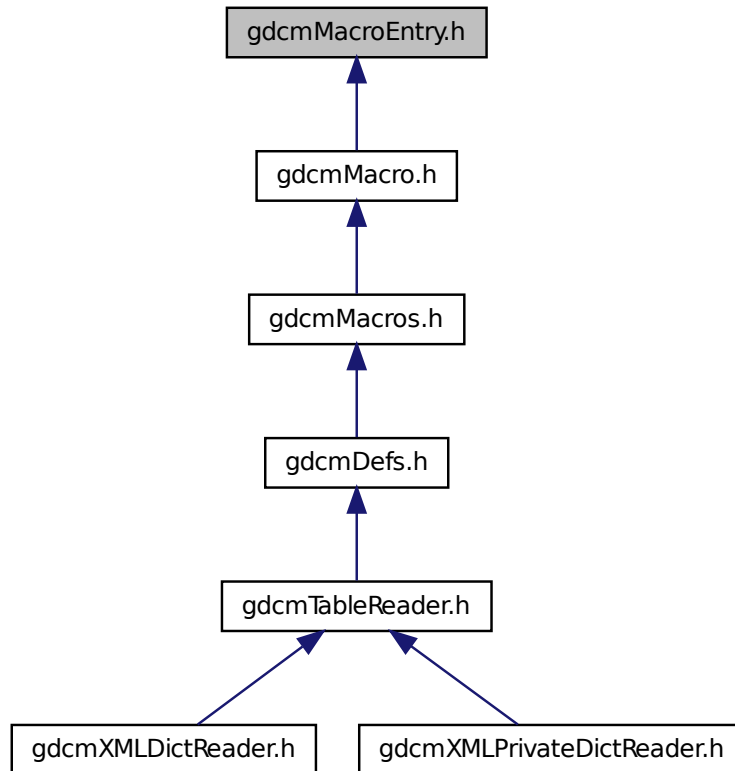 gdcmMacroEntry.h
gdcmMacro.h
gdcmMacros.h
gdcmDefs.h
gdcmTableReader.h
gdcmXMLDictReader.h
gdcmXMLPrivateDictReader.h